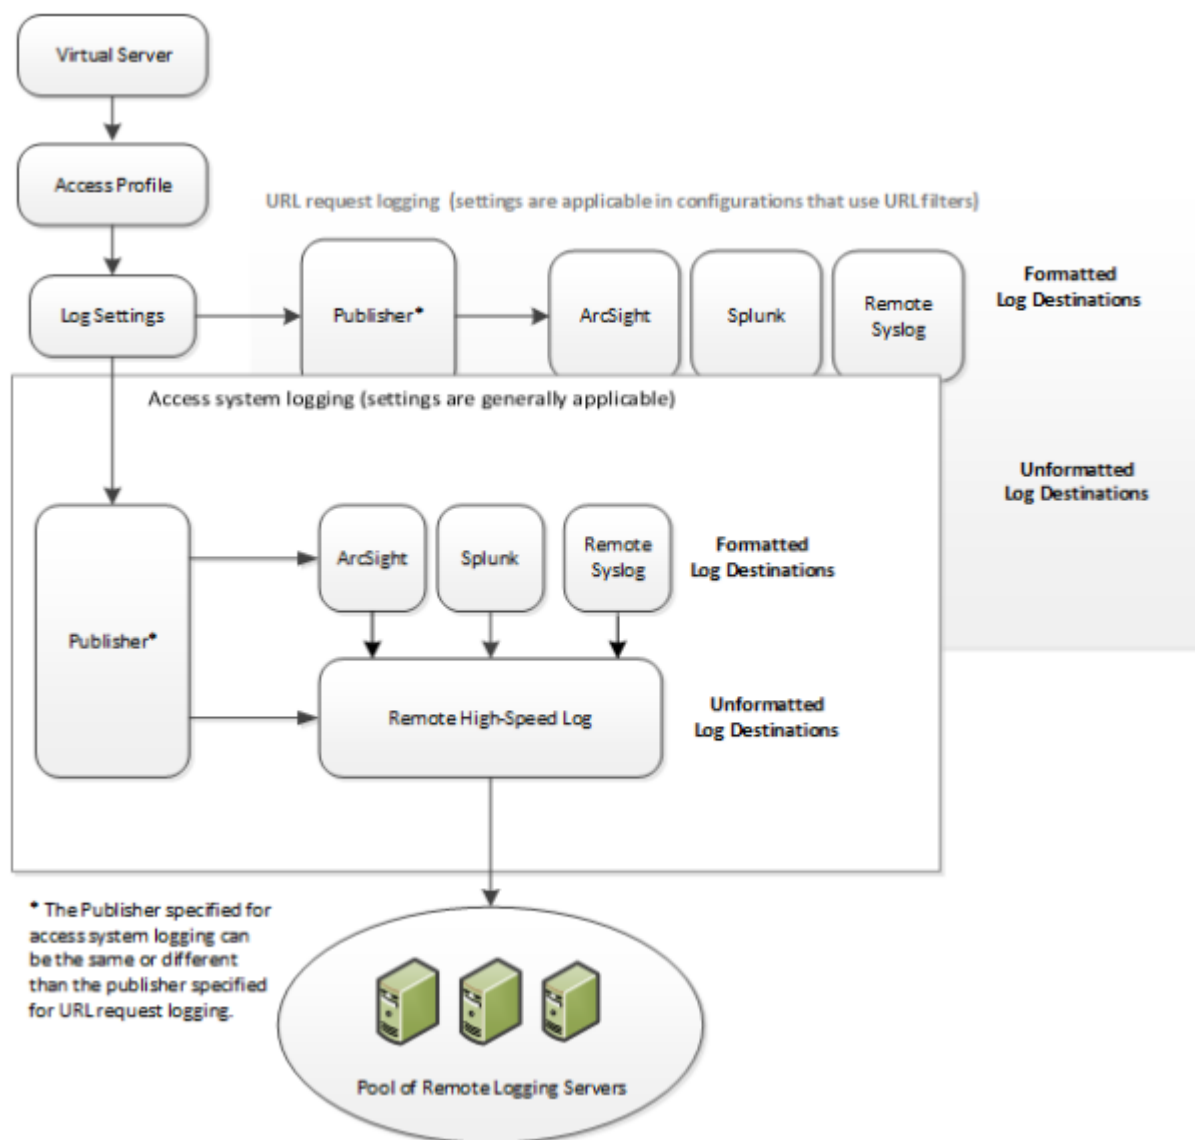 Virtual Server
Access Profile
URL request logging (settings are applicable in configurations that use URL filters)
Log Settings
Publisher*
ArcSight
Splunk
Remote
Syslog
Formatted
Log Destinations
Access system logging (settings are generally applicable)
Unformatted
Log Destinations
Publisher*
ArcSight
Splunk
Remote
Syslog
Formatted
Log Destinations
Remote High-Speed Log
Unformatted
Log Destinations
* The Publisher specified for
access system logging can
be the same or different
than the publisher specified
for URL request logging.
Pool of Remote Logging Servers